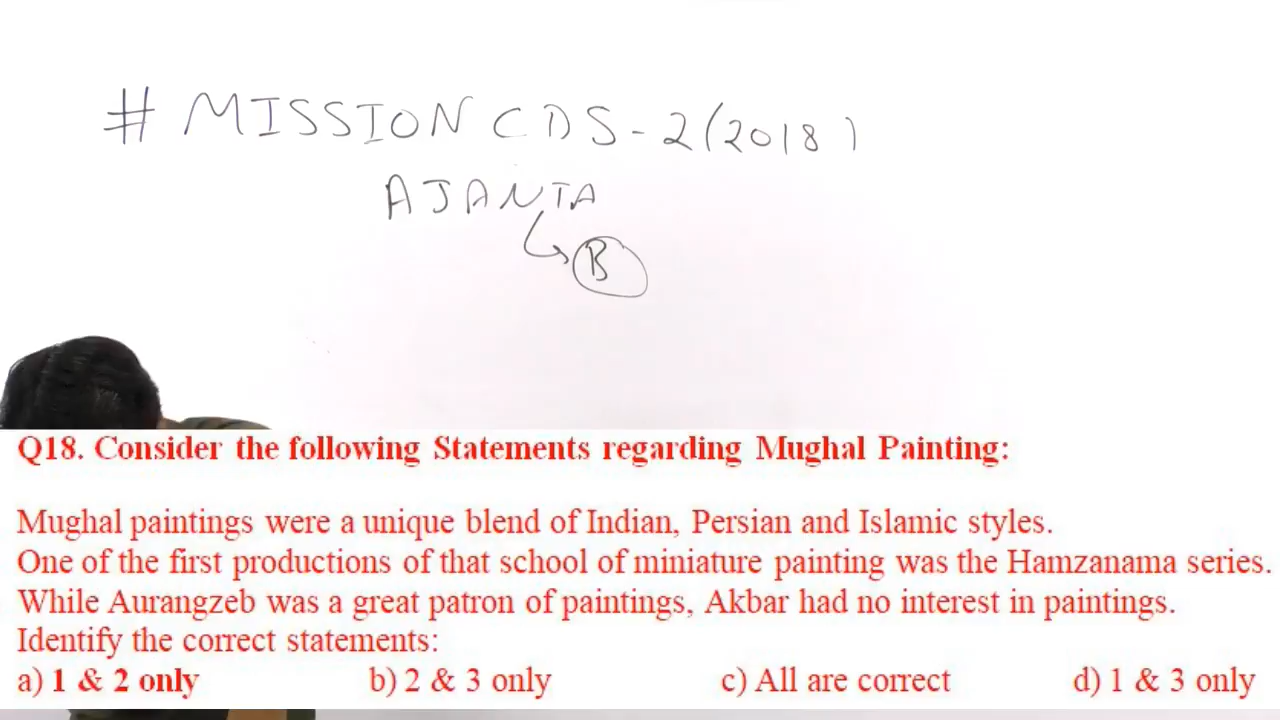 # MISSION CDS-2 (2018)
AJANTA
B
Q18. Consider the following Statements regarding Mughal Painting:
Mughal paintings were a unique blend of Indian, Persian and Islamic styles.
One of the first productions of that school of miniature painting was the Hamzanama series.
While Aurangzeb was a great patron of paintings, Akbar had no interest in paintings.
Identify the correct statements:
a) 1 & 2 only b) 2 & 3 only c) All are correct d) 1 & 3 only